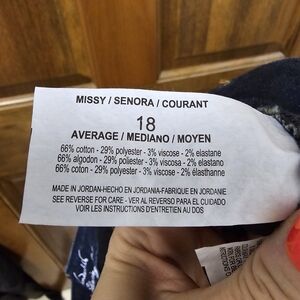 MISSY / SENORA / COURANT
18
AVERAGE / MEDIANO / MOYEN
66% cotton - 29% polyester - 3% viscose - 2% elastane
66% algodon - 29% poliester - 3% viscosa - 2% elastano
66% coton - 29% polyester - 3% viscose - 2% élasthanne
MADE IN JORDAN-HECHO EN JORDANIA-FABRIQUE EN JORDANIE
SEE REVERSE FOR CARE - VER AL REVERSO PARA EL CUIDADO
VOIR LES INSTRUCTIONS D'ENTRETIEN AU DOS